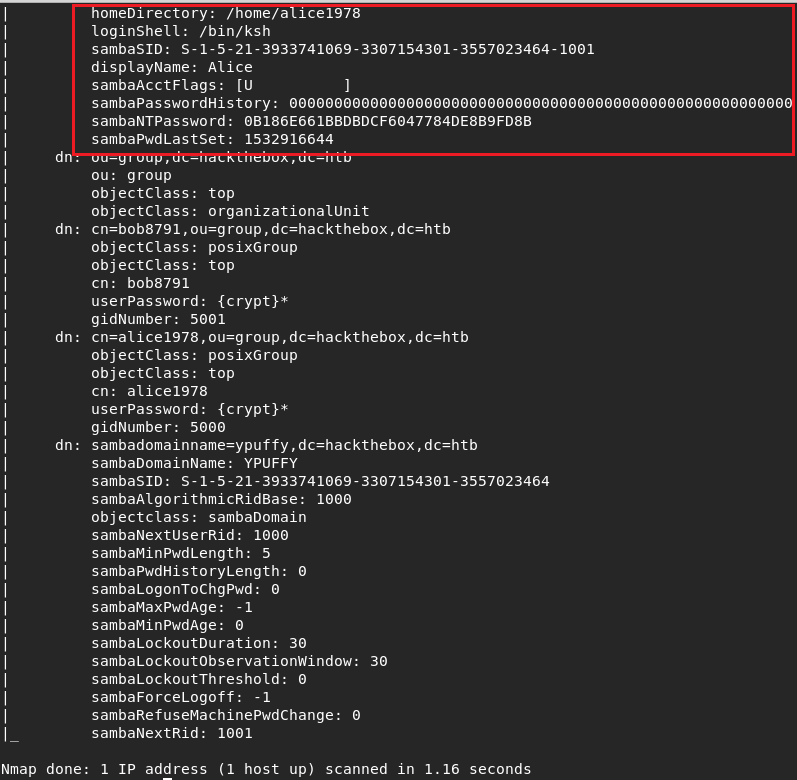 |         homeDirectory: /home/alice1978
|         loginShell: /bin/ksh
|         sambaSID: S-1-5-21-3933741069-3307154301-3557023464-1001
|         displayName: Alice
|         sambaAcctFlags: [U          ]
|         sambaPasswordHistory: 00000000000000000000000000000000000000000000000000000000
|         sambaNTPassword: 0B186E661BBDBDCF6047784DE8B9FD8B
|         sambaPwdLastSet: 1532916644
|     dn: ou=group,dc=hackthebox,dc=htb
|         ou: group
|         objectClass: top
|         objectClass: organizationalUnit
|     dn: cn=bob8791,ou=group,dc=hackthebox,dc=htb
|         objectClass: posixGroup
|         objectClass: top
|         cn: bob8791
|         userPassword: {crypt}*
|         gidNumber: 5001
|     dn: cn=alice1978,ou=group,dc=hackthebox,dc=htb
|         objectClass: posixGroup
|         objectClass: top
|         cn: alice1978
|         userPassword: {crypt}*
|         gidNumber: 5000
|     dn: sambadomainname=ypuffy,dc=hackthebox,dc=htb
|         sambaDomainName: YPUFFY
|         sambaSID: S-1-5-21-3933741069-3307154301-3557023464
|         sambaAlgorithmicRidBase: 1000
|         objectclass: sambaDomain
|         sambaNextUserRid: 1000
|         sambaMinPwdLength: 5
|         sambaPwdHistoryLength: 0
|         sambaLogonToChgPwd: 0
|         sambaMaxPwdAge: -1
|         sambaMinPwdAge: 0
|         sambaLockoutDuration: 30
|         sambaLockoutObservationWindow: 30
|         sambaLockoutThreshold: 0
|         sambaForceLogoff: -1
|         sambaRefuseMachinePwdChange: 0
|_        sambaNextRid: 1001
Nmap done: 1 IP address (1 host up) scanned in 1.16 seconds